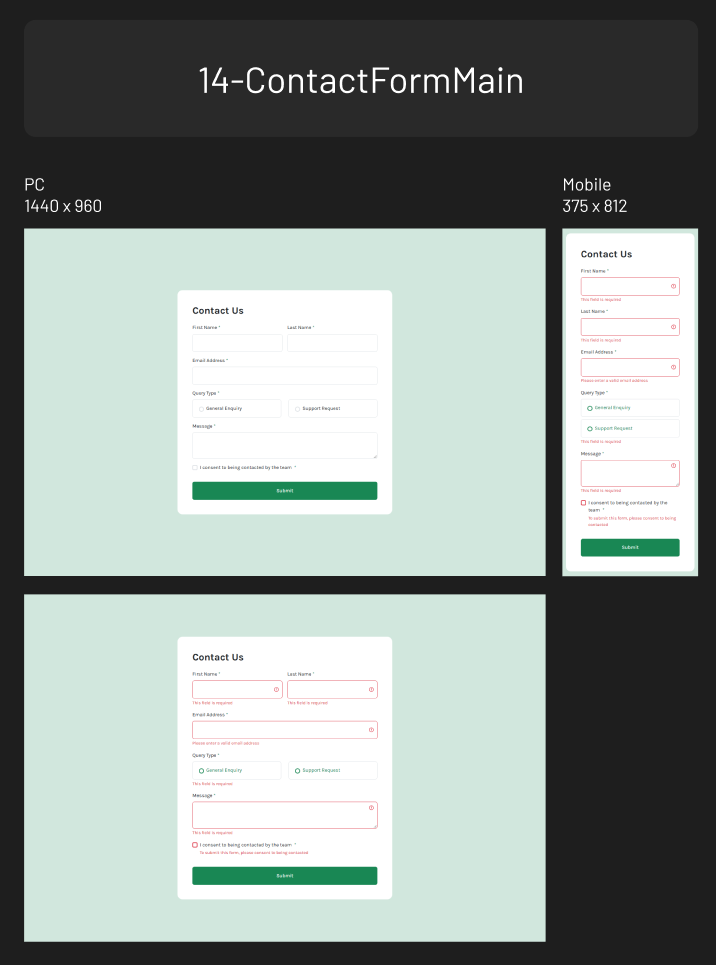 14-ContactFormMain
PC
1440 x 960
Mobile
375 x 812
Contact Us
First Name *
Last Name *
Email Address *
Query Type *
General Enquiry
Support Request
Message *
I consent to being contacted by the team *
Submit
Contact Us
First Name *
This field is required
Last Name *
This field is required
Email Address *
Please enter a valid email address
Query Type *
General Enquiry
Support Request
This field is required
Message *
This field is required
I consent to being contacted by the
team *
To submit this form, please consent to being
contacted
Submit
Contact Us
First Name *
Last Name *
This field is required
This field is required
Email Address *
Please enter a valid email address
Query Type *
General Enquiry
Support Request
This field is required
Message *
This field is required
I consent to being contacted by the team *
To submit this form, please consent to being contacted
Submit